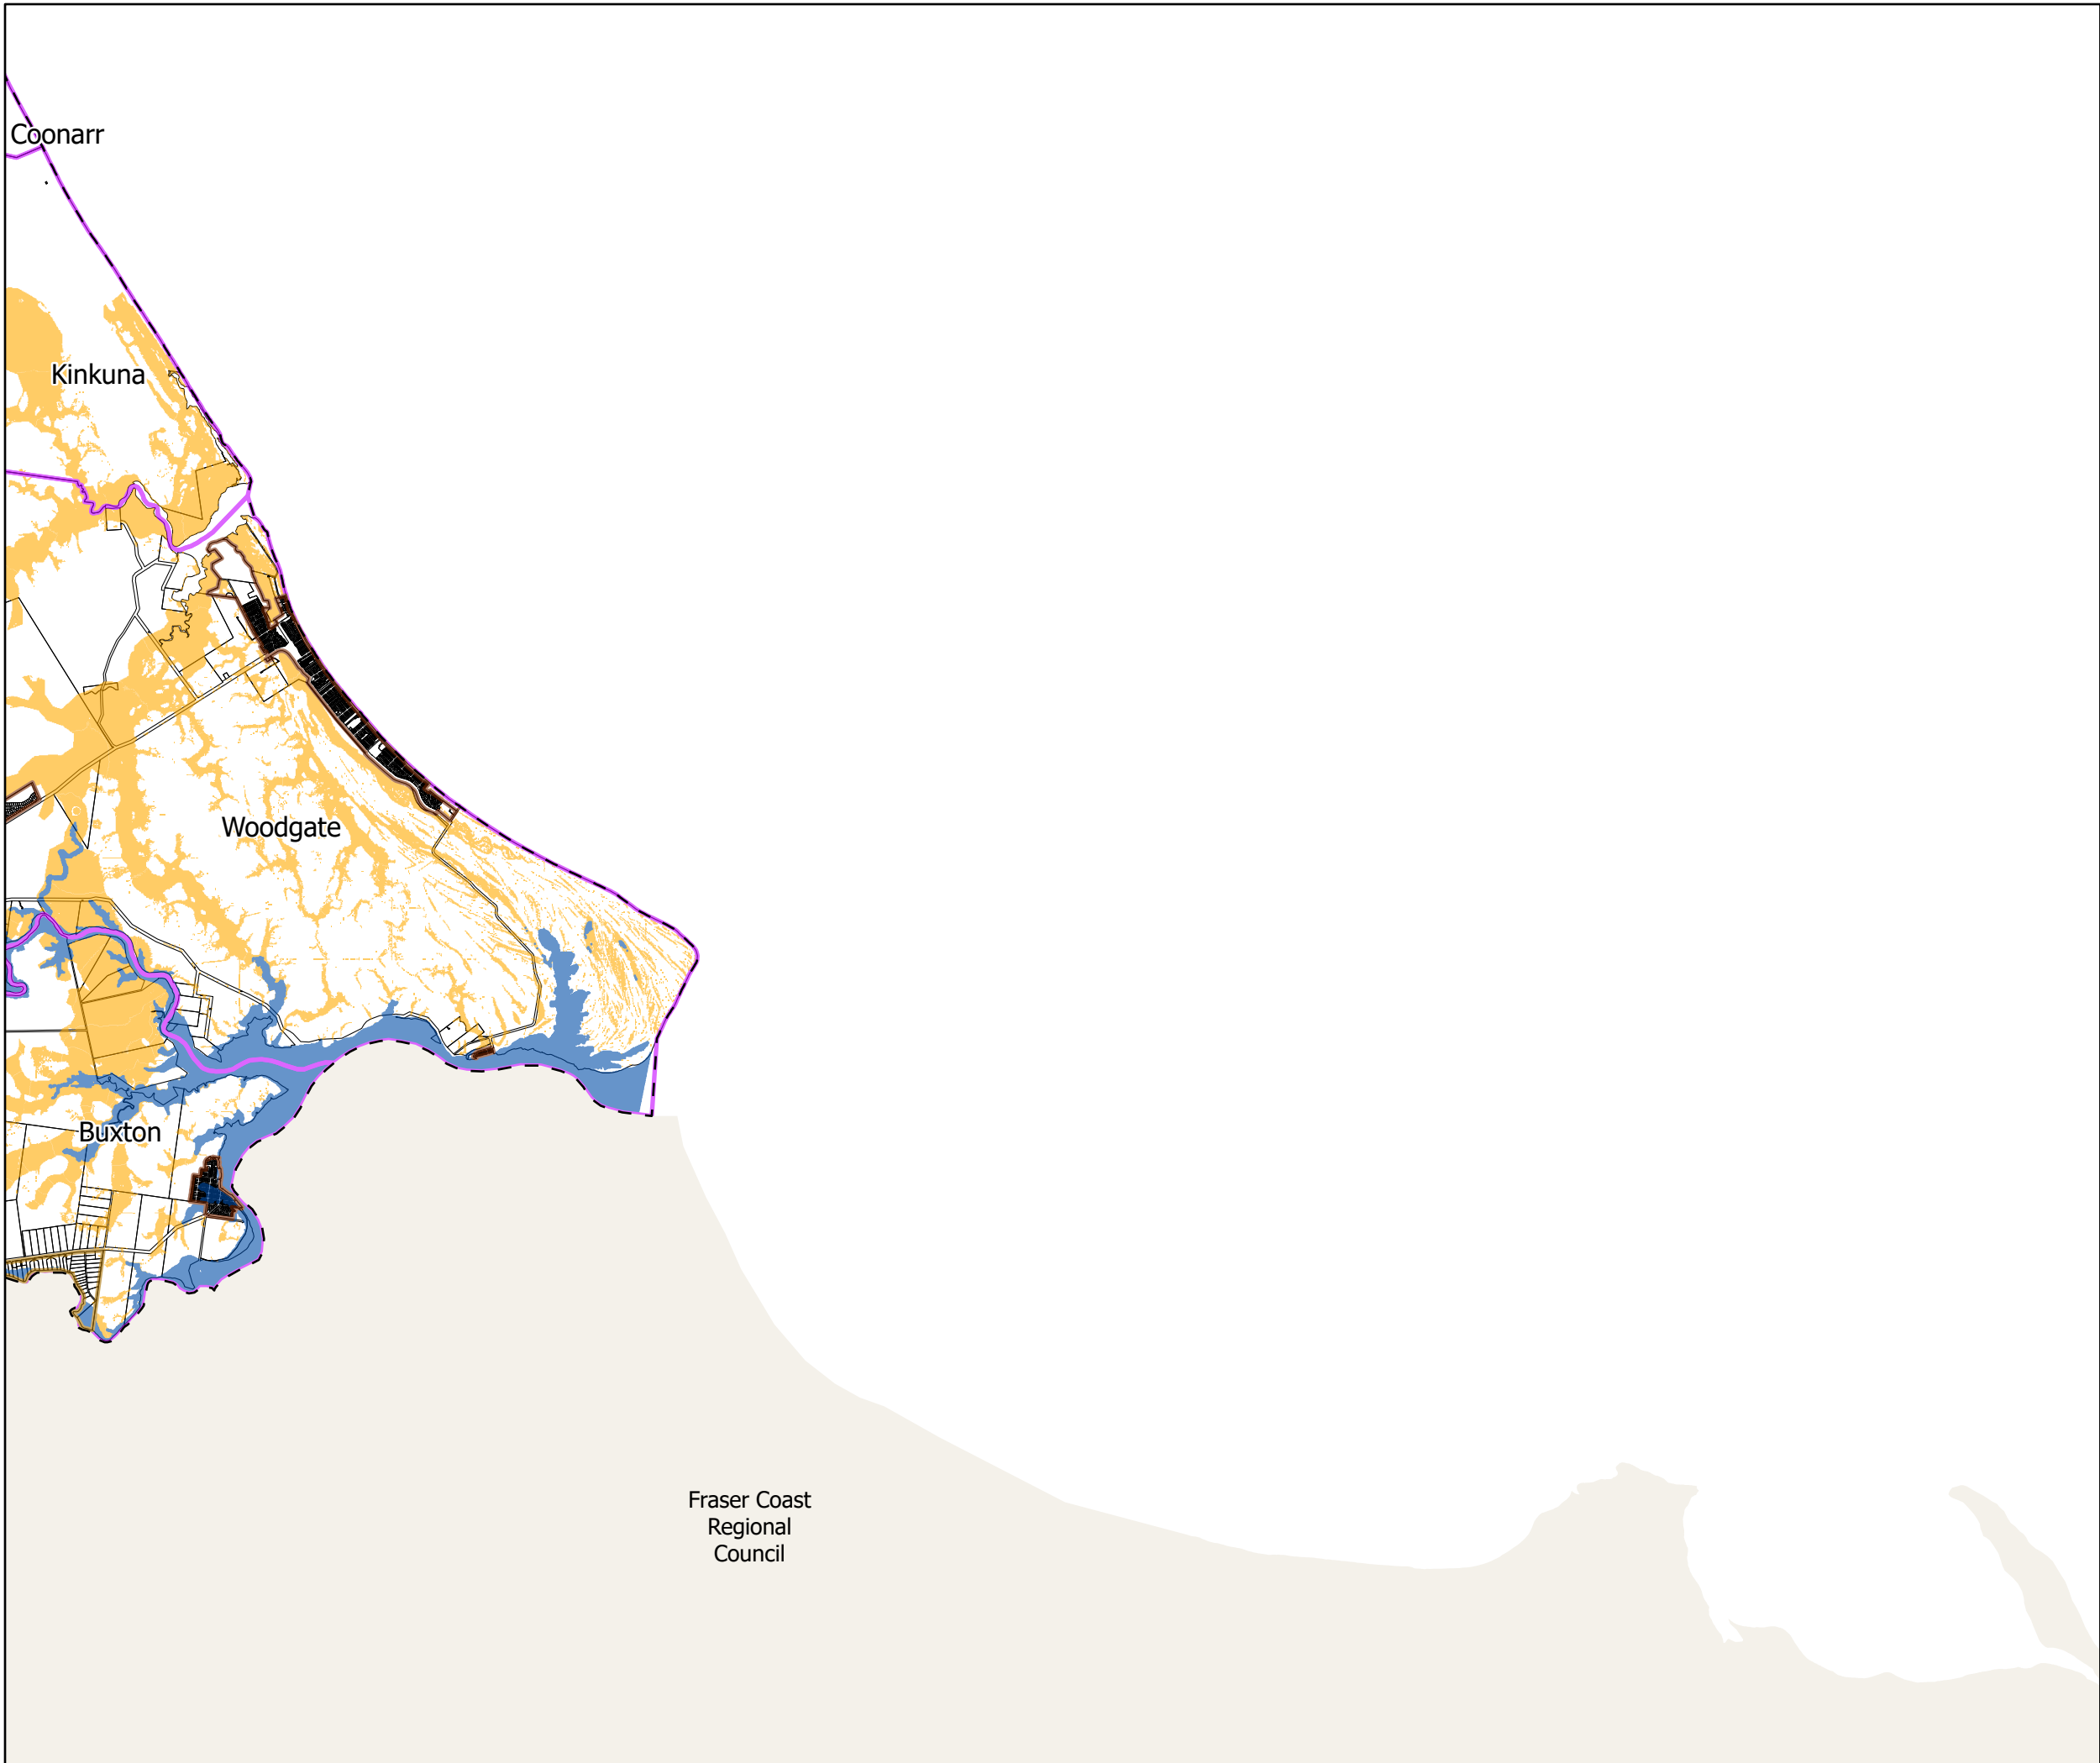 Coonarr
Kinkuna
Woodgate
Buxton
Fraser Coast
Regional
Council